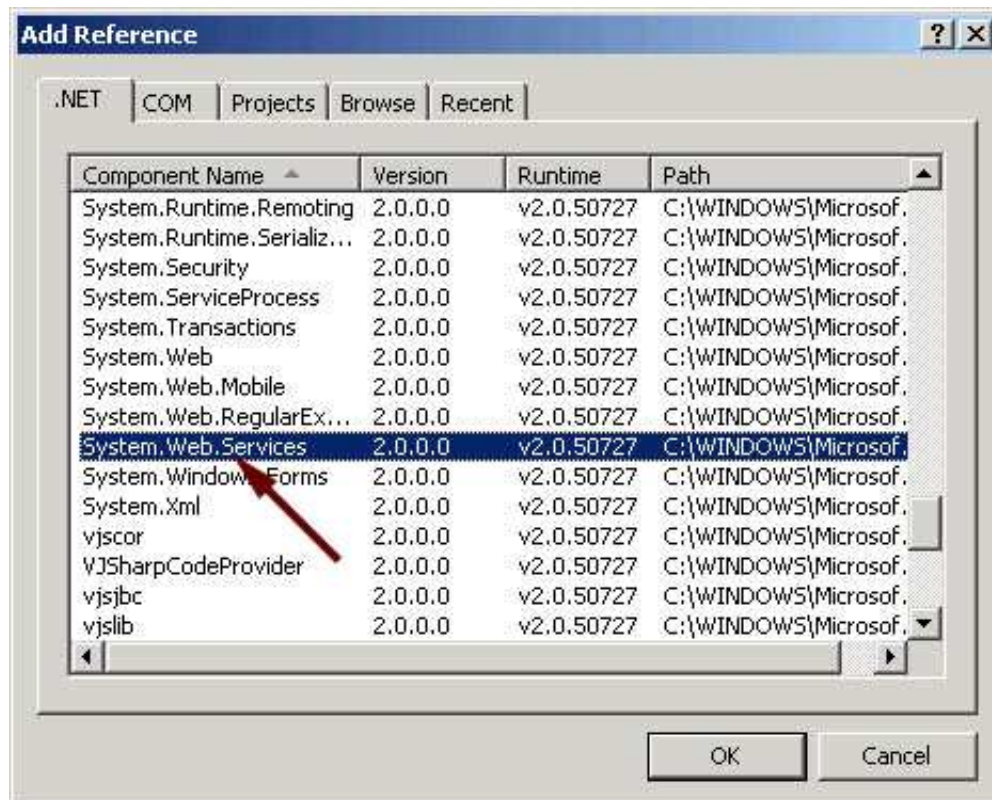 Add Reference
.NET COM Projects Browse Recent
Component Name Version Runtime Path
System.Runtime.Remoting 2.0.0.0 v2.0.50727 C:\WINDOWS\Microsof.
System.Runtime.Serializ... 2.0.0.0 v2.0.50727 C:\WINDOWS\Microsof.
System.Security 2.0.0.0 v2.0.50727 C:\WINDOWS\Microsof.
System.ServiceProcess 2.0.0.0 v2.0.50727 C:\WINDOWS\Microsof.
System.Transactions 2.0.0.0 v2.0.50727 C:\WINDOWS\Microsof.
System.Web 2.0.0.0 v2.0.50727 C:\WINDOWS\Microsof.
System.Web.Mobile 2.0.0.0 v2.0.50727 C:\WINDOWS\Microsof.
System.Web.RegularEx... 2.0.0.0 v2.0.50727 C:\WINDOWS\Microsof.
System.Web.Services 2.0.0.0 v2.0.50727 C:\WINDOWS\Microsof.
System.Windows.Forms 2.0.0.0 v2.0.50727 C:\WINDOWS\Microsof.
System.Xml 2.0.0.0 v2.0.50727 C:\WINDOWS\Microsof.
vjscor 2.0.0.0 v2.0.50727 C:\WINDOWS\Microsof.
VJSharpCodeProvider 2.0.0.0 v2.0.50727 C:\WINDOWS\Microsof.
vjsjbc 2.0.0.0 v2.0.50727 C:\WINDOWS\Microsof.
vjslib 2.0.0.0 v2.0.50727 C:\WINDOWS\Microsof.
OK Cancel